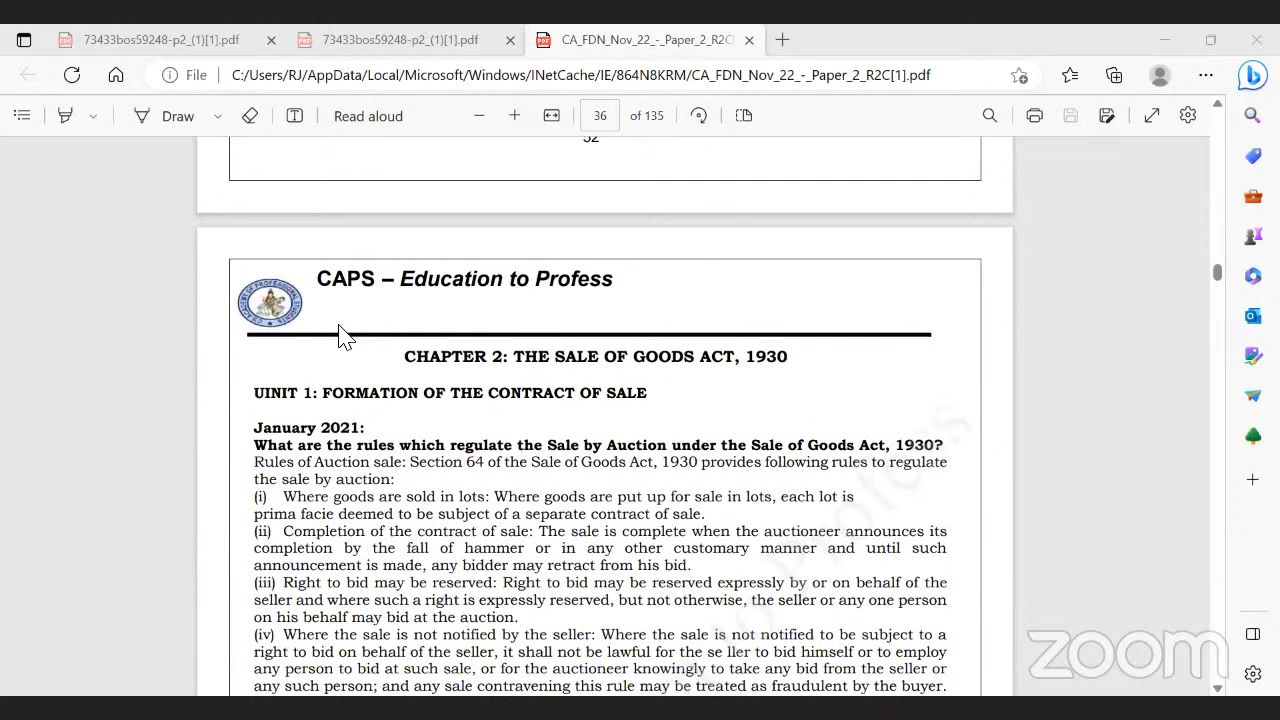 73433bos59248-p2_(1)[1].pdf
73433bos59248-p2_(1)[1].pdf
CA_FDN_Nov_22_-_Paper_2_R2C
File
C:/Users/RJ/AppData/Local/Microsoft/Windows/INetCache/IE/864N8KRM/CA_FDN_Nov_22_-_Paper_2_R2C[1].pdf
Draw
Read aloud
36
of 135
52
CAPS – Education to Profess
CHAPTER 2: THE SALE OF GOODS ACT, 1930
UINIT 1: FORMATION OF THE CONTRACT OF SALE
January 2021:
What are the rules which regulate the Sale by Auction under the Sale of Goods Act, 1930?
Rules of Auction sale: Section 64 of the Sale of Goods Act, 1930 provides following rules to regulate
the sale by auction:
(i) Where goods are sold in lots: Where goods are put up for sale in lots, each lot is
prima facie deemed to be subject of a separate contract of sale.
(ii) Completion of the contract of sale: The sale is complete when the auctioneer announces its
completion by the fall of hammer or in any other customary manner and until such
announcement is made, any bidder may retract from his bid.
(iii) Right to bid may be reserved: Right to bid may be reserved expressly by or on behalf of the
seller and where such a right is expressly reserved, but not otherwise, the seller or any one person
on his behalf may bid at the auction.
(iv) Where the sale is not notified by the seller: Where the sale is not notified to be subject to a
right to bid on behalf of the seller, it shall not be lawful for the se ller to bid himself or to employ
any person to bid at such sale, or for the auctioneer knowingly to take any bid from the seller or
any such person; and any sale contravening this rule may be treated as fraudulent by the buyer.
zoom